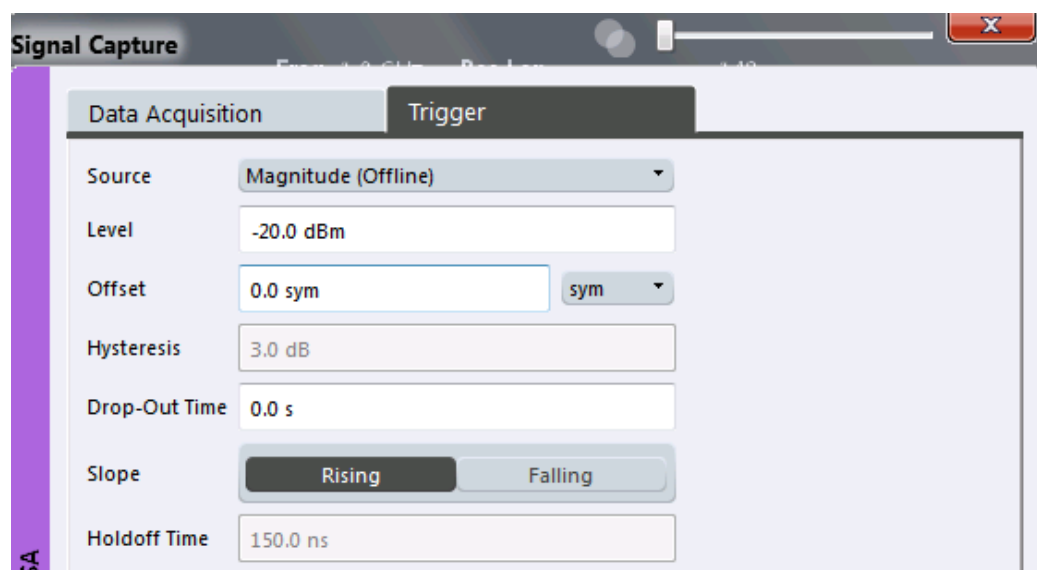 Signal Capture
X
Data Acquisition
Trigger
Source
Magnitude (Offline)
Level
-20.0 dBm
Offset
0.0 sym
sym
Hysteresis
3.0 dB
Drop-Out Time
0.0 s
Slope
Rising
Falling
Holdoff Time
150.0 ns